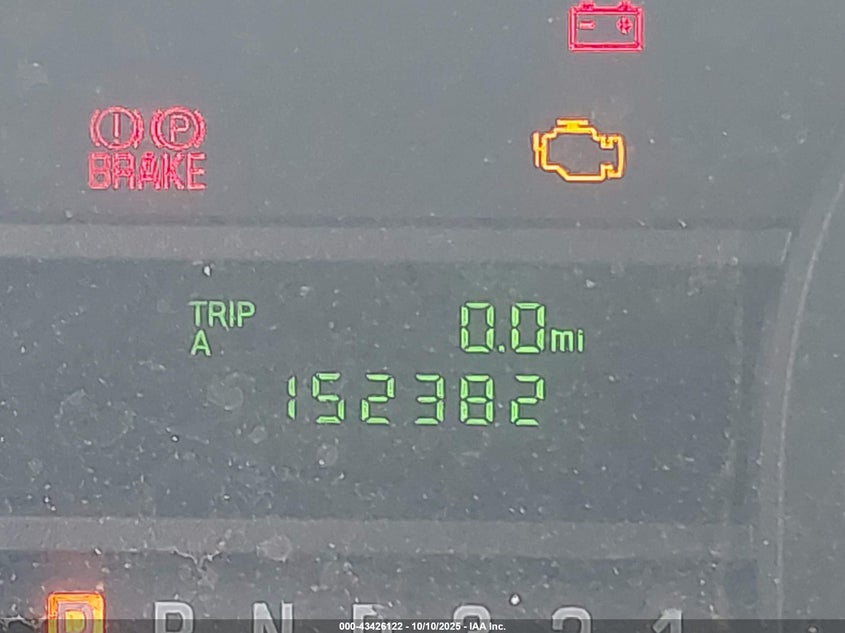 BRAKE
TRIP 0.0mi
A
152382
P R N
000-43426122 - 10/10/2025 - IAA Inc.